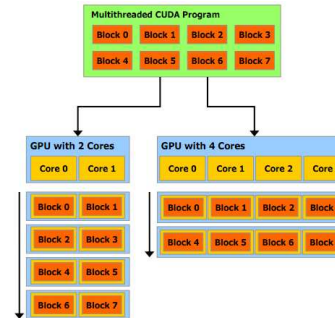 Multithreaded CUDA Program
Block 0 Block 1 Block 2 Block 3
Block 4 Block 5 Block 6 Block 7
GPU with 2 Cores
Core 0 Core 1
Block 0 Block 1
Block 2 Block 3
Block 4 Block 5
Block 6 Block 7
GPU with 4 Cores
Core 0 Core 1 Core 2 Core
Block 0 Block 1 Block 2 Block
Block 4 Block 5 Block 6 Block